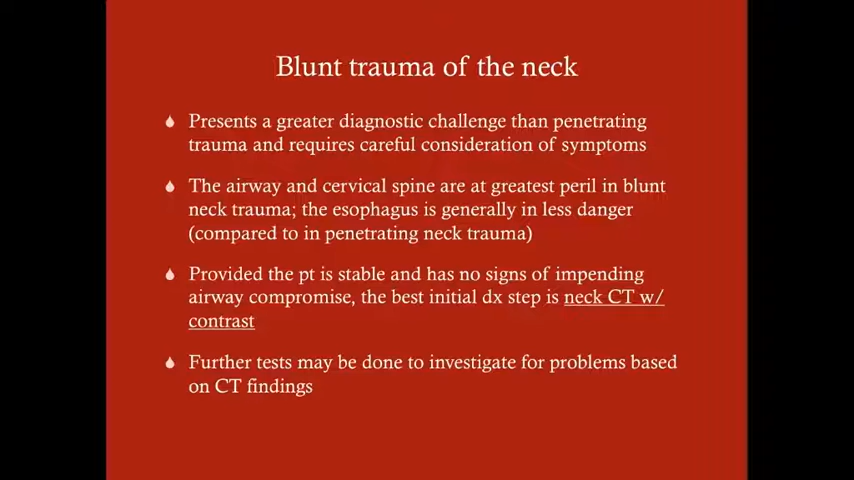 Blunt trauma of the neck
Presents a greater diagnostic challenge than penetrating
trauma and requires careful consideration of symptoms
The airway and cervical spine are at greatest peril in blunt
neck trauma; the esophagus is generally in less danger
(compared to in penetrating neck trauma)
Provided the pt is stable and has no signs of impending
airway compromise, the best initial dx step is neck CT w/
contrast
Further tests may be done to investigate for problems based
on CT findings